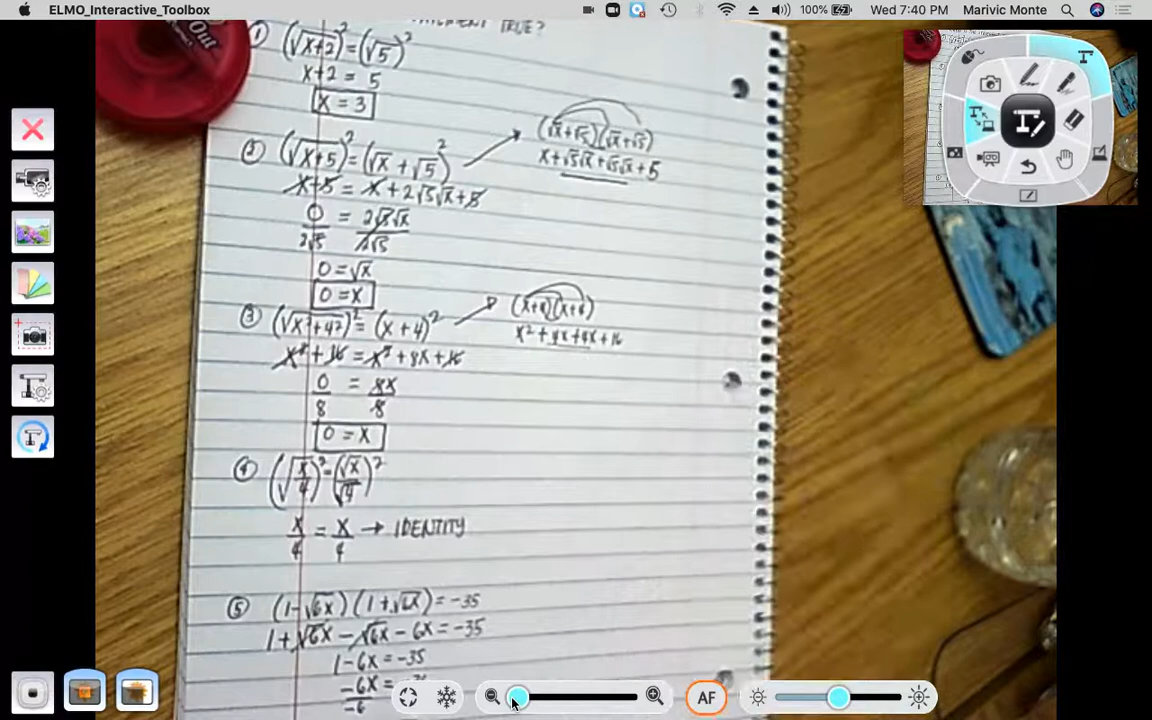 ELMO_Interactive_Toolbox
100%
Wed 7:40 PM
Marivic Monte
TRUE?
① (√x+2)² = (√5)²
x+2 = 5
x = 3
② (√x+5)² = (√x + √5)²
(√x+√5)(√x+√5)
x+√5√x+√5√x+5
x+5 = x + 2√5√x+5
0 = 2√5√x
2√5 2√5
0 = √x
0 = x
③ (√x²+4²)² = (x+4)²
(x+4)(x+4)
x²+4x+4x+16
x²+16 = x²+8x+16
0 = 8x
8 8
0 = x
④ (√x/4)² = (√x/√4)²
x/4 = x/4 → IDENTITY
⑤ (1-√6x)(1+√6x) = -35
1+√6x - √6x - 6x = -35
1-6x = -35
-6x =
-6
AF